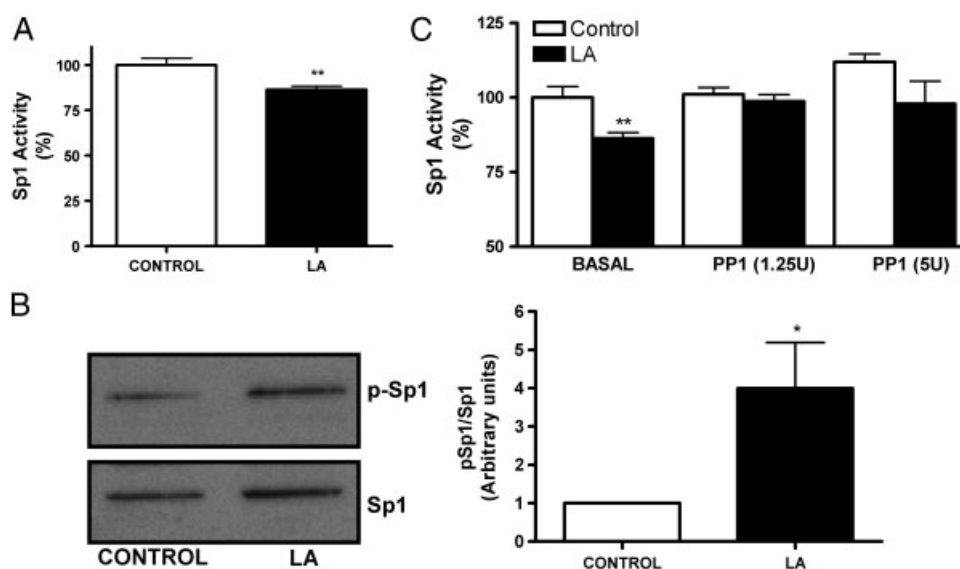 A
Sp1 Activity
(%)
100
75
50
25
0
**
CONTROL
LA
C
Sp1 Activity
(%)
125
100
75
50
Control
LA
**
BASAL
PP1 (1.25U)
PP1 (5U)
B
p-Sp1
Sp1
CONTROL
LA
pSp1/Sp1
(Arbitrary units)
6
5
4
3
2
1
0
*
CONTROL
LA